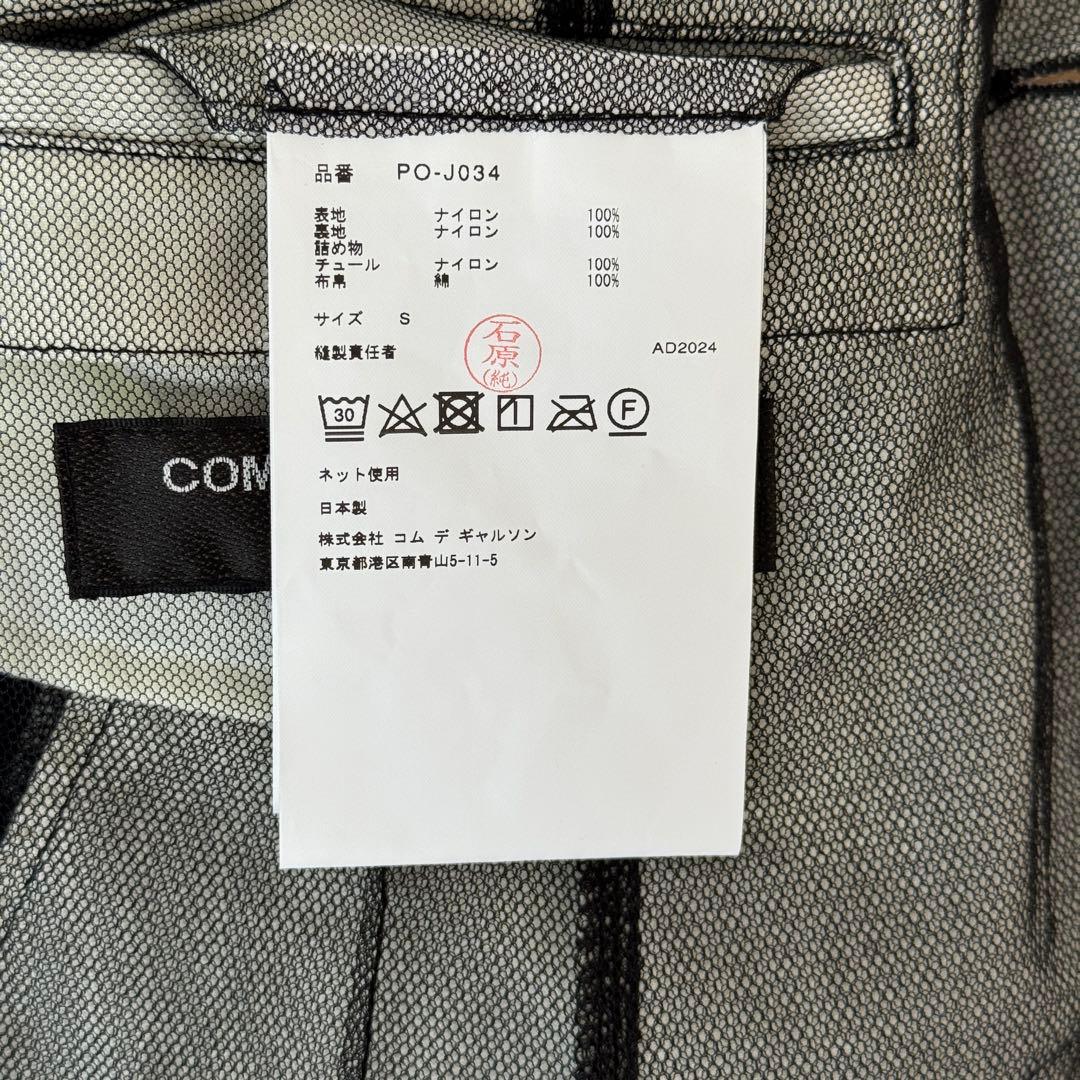 品番 PO-J034
表地 ナイロン 100%
裏地 ナイロン 100%
詰め物
チュール ナイロン 100%
布帛 綿 100%
サイズ S
縫製責任者 石原(純) AD2024
30 F
ネット使用
日本製
株式会社 コム デ ギャルソン
東京都港区南青山5-11-5
COM